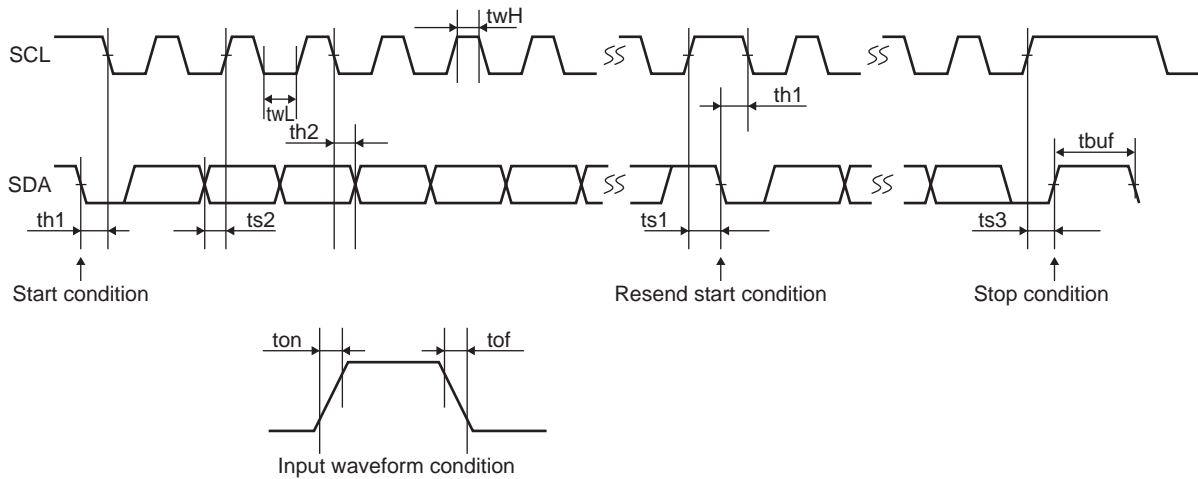 twH
SCL
twL
th1
th2
tbuf
SDA
th1
ts2
ts1
ts3
Start condition
Resend start condition
Stop condition
ton
tof
Input waveform condition